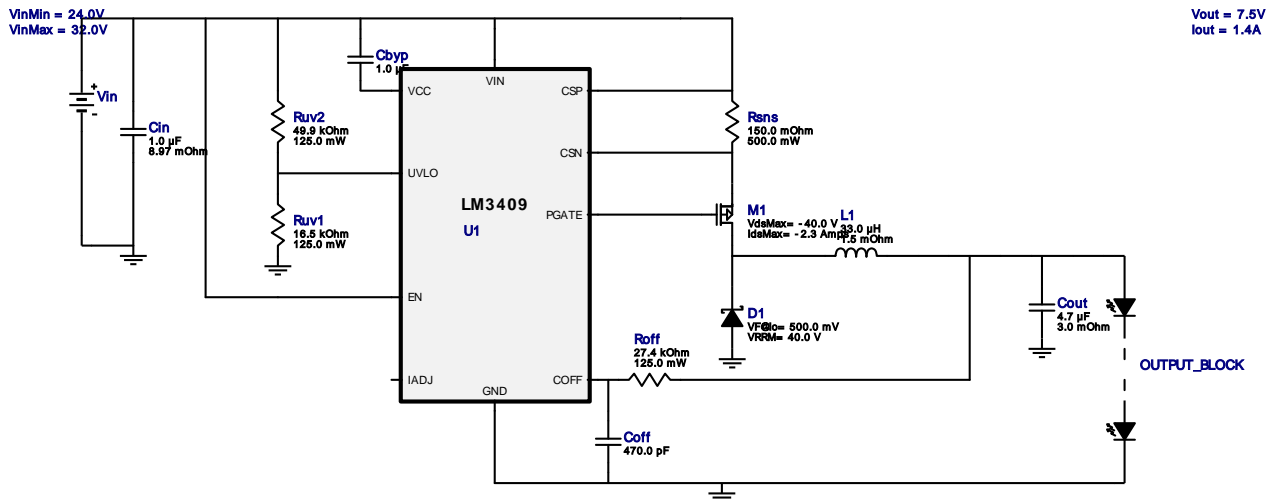 VinMin = 24.0V
VinMax = 32.0V
Vout = 7.5V
Iout = 1.4A
Vin
+
-
Cin
1.0 µF
8.97 mOhm
Ruv2
49.9 kOhm
125.0 mW
Ruv1
16.5 kOhm
125.0 mW
Cbyp
1.0 µF
VIN
VCC
UVLO
EN
IADJ
GND
CSP
CSN
PGATE
COFF
LM3409
U1
Rsns
150.0 mOhm
500.0 mW
M1
VdsMax= -40.0 V
IdsMax= -2.3 Amps
L1
33.0 µH
1.5 mOhm
D1
VF@Io= 500.0 mV
VRRM= 40.0 V
Roff
27.4 kOhm
125.0 mW
Coff
470.0 pF
Cout
4.7 µF
3.0 mOhm
OUTPUT_BLOCK